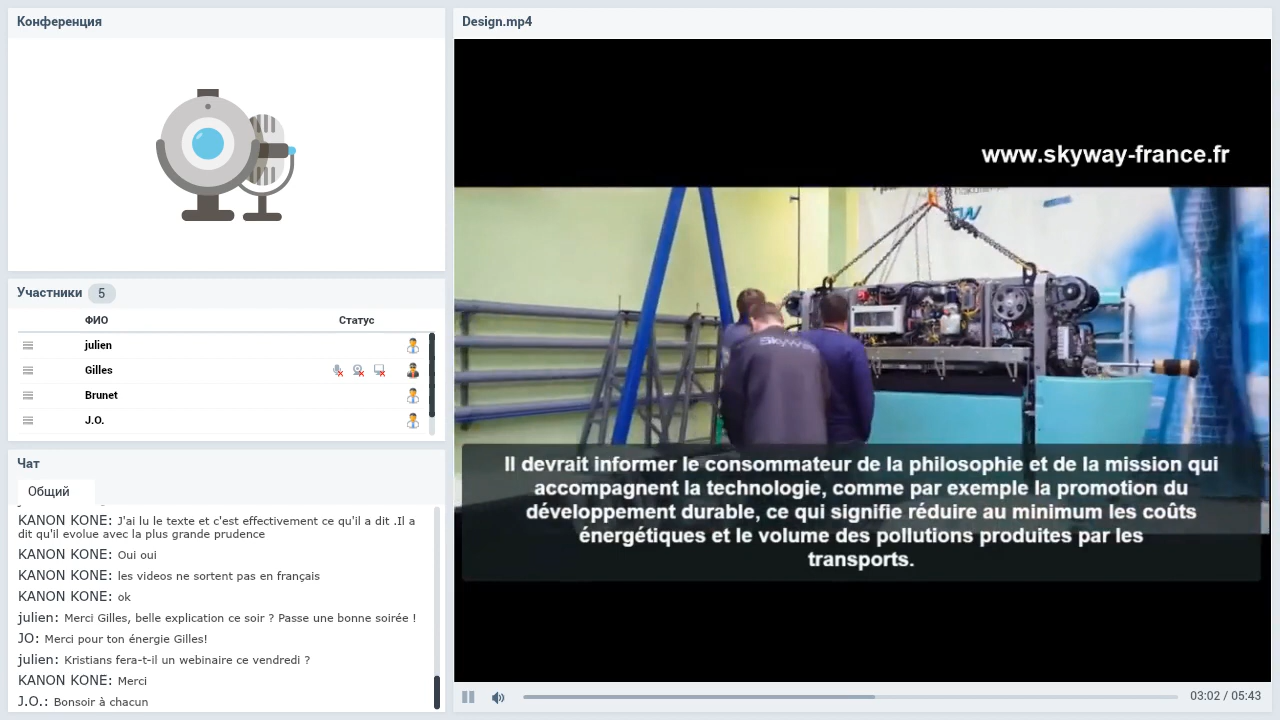 Конференция
Участники 5
ФИО Статус
julien
Gilles
Brunet
J.O.
Чат
Общий
KANON KONE: J'ai lu le texte et c'est effectivement ce qu'il a dit .Il a
dit qu'il evolue avec la plus grande prudence
KANON KONE: Oui oui
KANON KONE: les videos ne sortent pas en français
KANON KONE: ok
julien: Merci Gilles, belle explication ce soir ? Passe une bonne soirée !
JO: Merci pour ton énergie Gilles!
julien: Kristians fera-t-il un webinaire ce vendredi ?
KANON KONE: Merci
J.O.: Bonsoir à chacun
Design.mp4
www.skyway-france.fr
SkyWay
Il devrait informer le consommateur de la philosophie et de la mission qui
accompagnent la technologie, comme par exemple la promotion du
développement durable, ce qui signifie réduire au minimum les coûts
énergétiques et le volume des pollutions produites par les
transports.
03:02 / 05:43